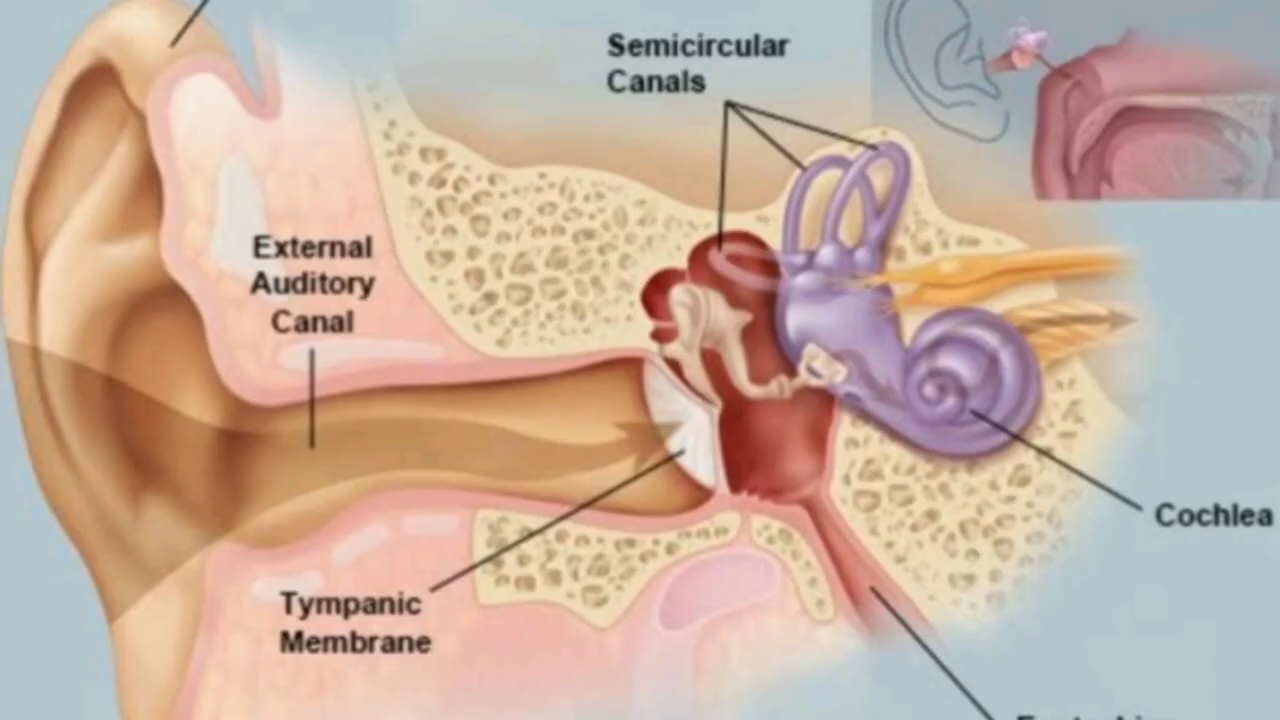 Semicircular
Canals
External
Auditory
Canal
Cochlea
Tympanic
Membrane